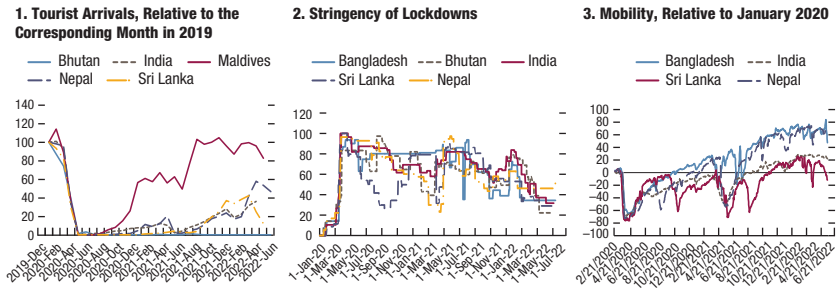 1. Tourist Arrivals, Relative to the
Corresponding Month in 2019
Bhutan India Maldives
Nepal Sri Lanka
140
120
100
80
60
40
20
0
2019-Dec
2020-Feb
2020-Apr
2020-Jun
2020-Aug
2020-Oct
2020-Dec
2021-Feb
2021-Apr
2021-Jun
2021-Aug
2021-Oct
2021-Dec
2022-Feb
2022-Apr
2022-Jun
2. Stringency of Lockdowns
Bangladesh Bhutan India
Sri Lanka Nepal
120
100
80
60
40
20
0
1-Jan-20
1-Mar-20
1-May-20
1-Jul-20
1-Sep-20
1-Nov-20
1-Jan-21
1-Mar-21
1-May-21
1-Jul-21
1-Sep-21
1-Nov-21
1-Jan-22
1-Mar-22
1-May-22
1-Jul-22
3. Mobility, Relative to January 2020
Bangladesh India
Sri Lanka Nepal
100
80
60
40
20
0
–20
–40
–60
–80
–100
2/21/2020
4/21/2020
6/21/2020
8/21/2020
10/21/2020
12/21/2020
2/21/2021
4/21/2021
6/21/2021
8/21/2021
10/21/2021
12/21/2021
2/21/2022
4/21/2022
6/21/2022